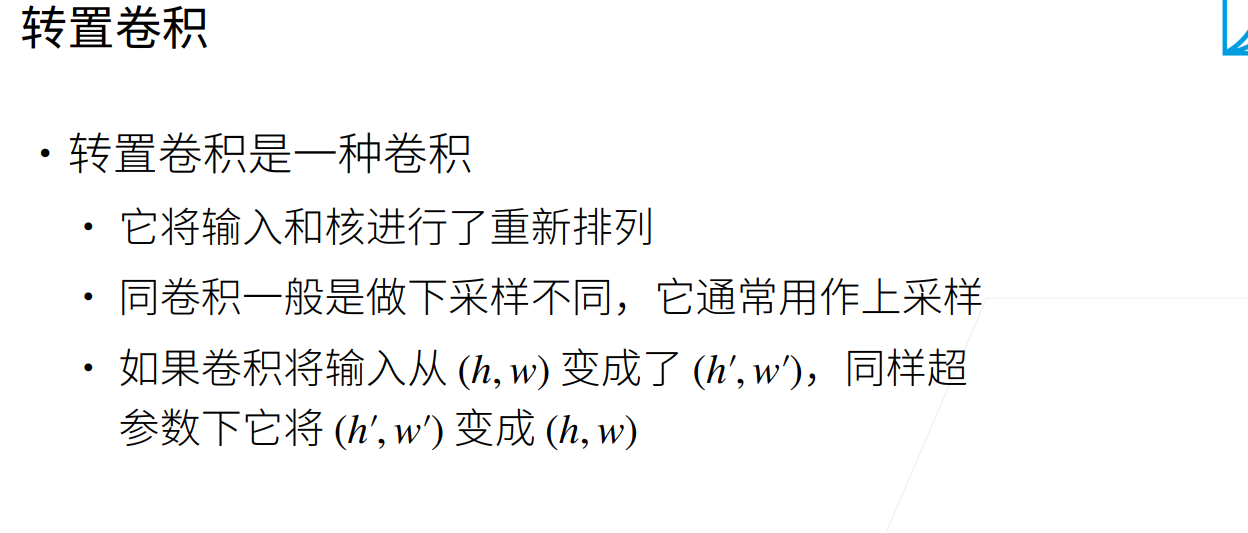 转置卷积
• 转置卷积是一种卷积
• 它将输入和核进行了重新排列
• 同卷积一般是做下采样不同，它通常用作上采样
• 如果卷积将输入从 (h, w) 变成了 (h′, w′)，同样超
参数下它将 (h′, w′) 变成 (h, w)